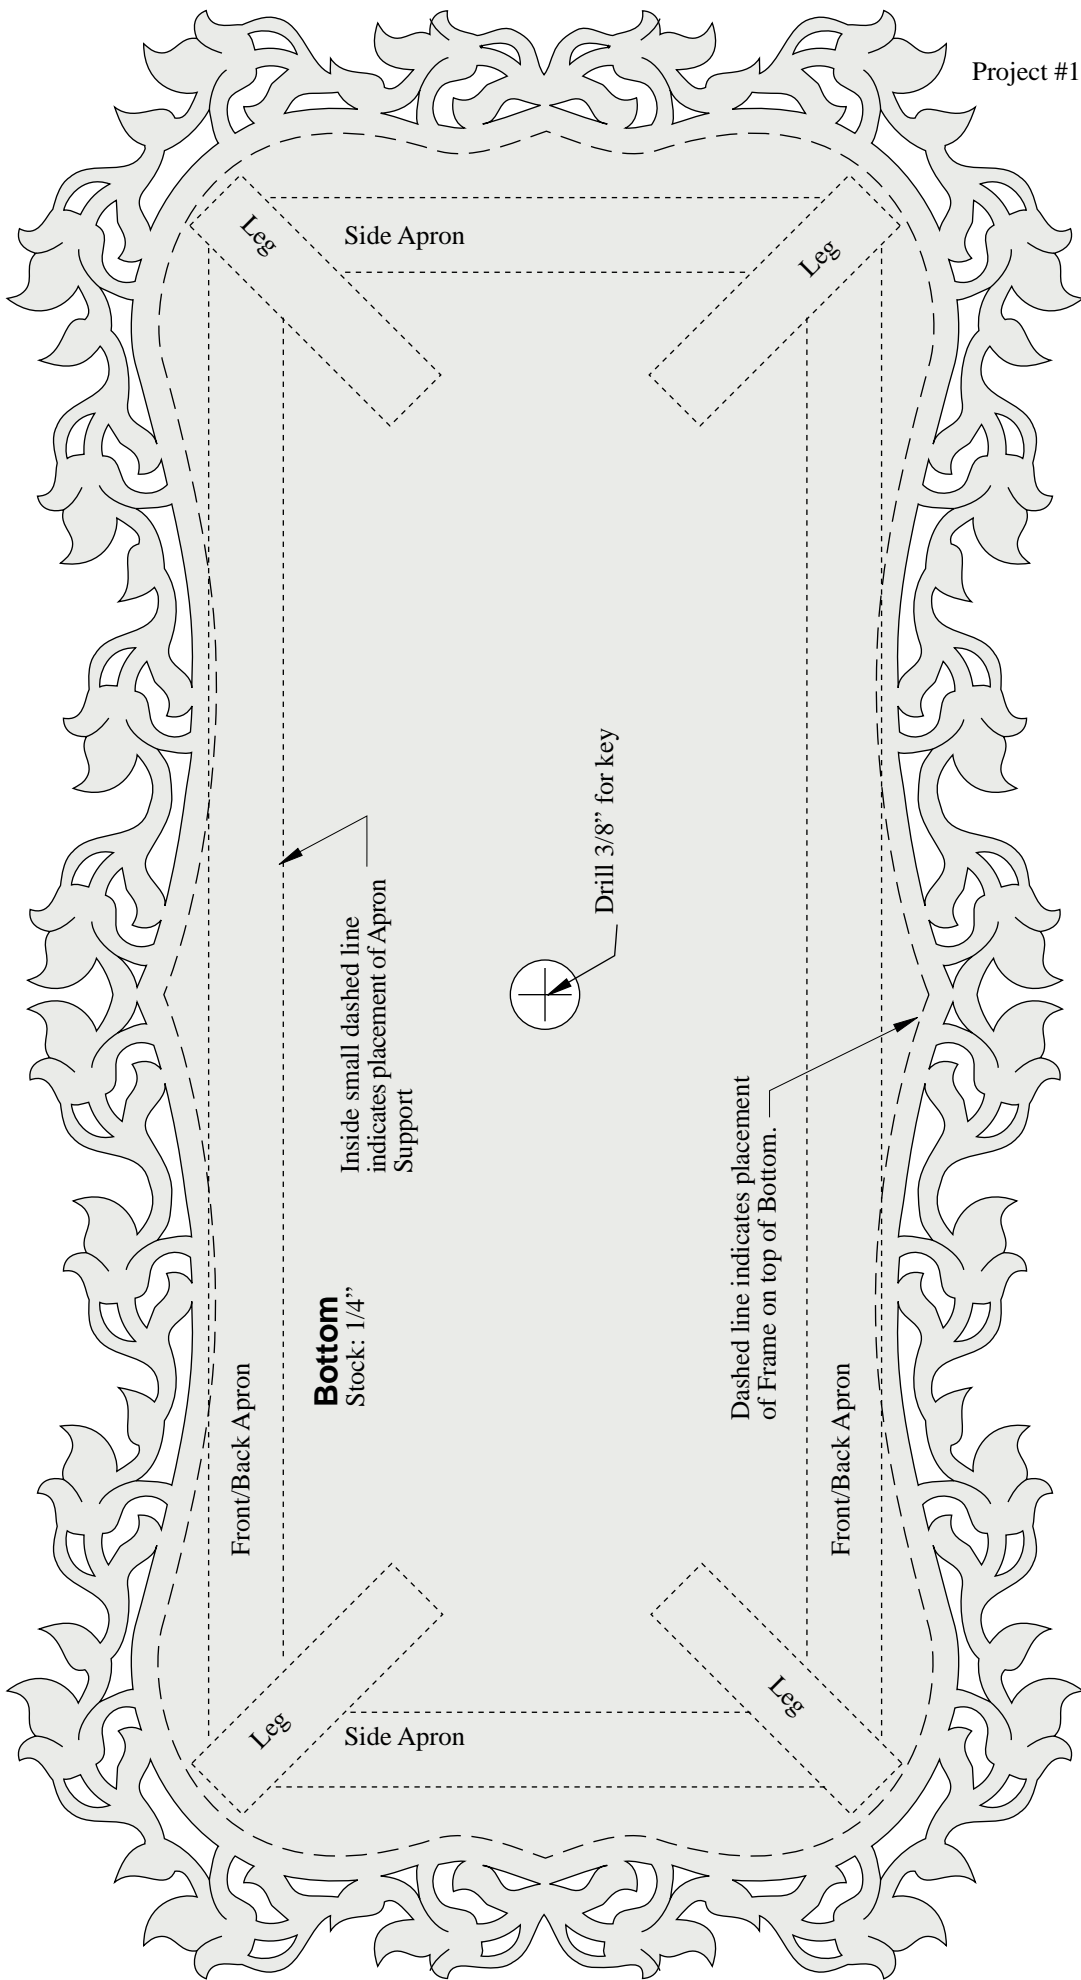 Project #1
Leg
Side Apron
Leg
Drill 3/8” for key
Inside small dashed line
indicates placement of Apron
Support
Dashed line indicates placement
of Frame on top of Bottom.
Bottom
Stock: 1/4”
Front/Back Apron
Front/Back Apron
Leg
Side Apron
Leg